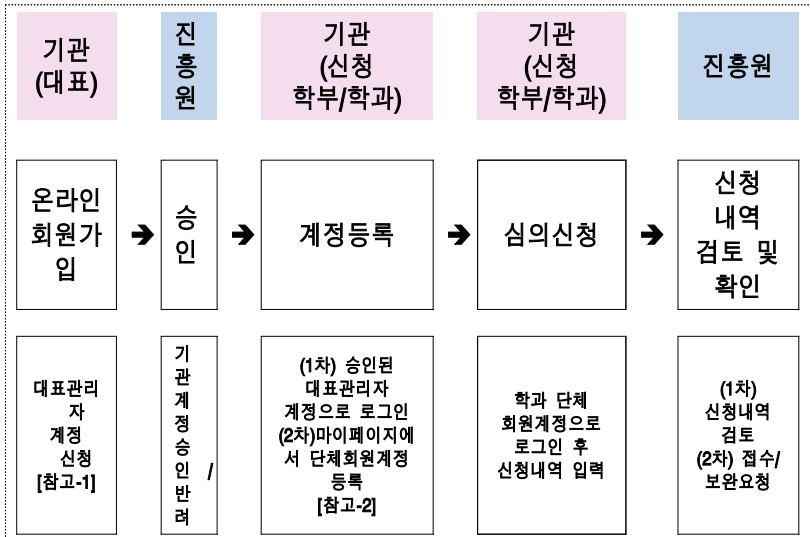 기관
(대표)
진
흥
원
기관
(신청
학부/학과)
기관
(신청
학부/학과)
진흥원
온라인
회원가
입
➔
승
인
➔
계정등록
➔
심의신청
➔
신청
내역
검토 및
확인
대표관리
자
계정
신청
[참고-1]
기
관
계
정
승
인 /
반
려
(1차) 승인된
대표관리자
계정으로 로그인
(2차)마이페이지에
서 단체회원계정
등록
[참고-2]
학과 단체
회원계정으로
로그인 후
신청내역 입력
(1차)
신청내역
검토
(2차) 접수/
보완요청